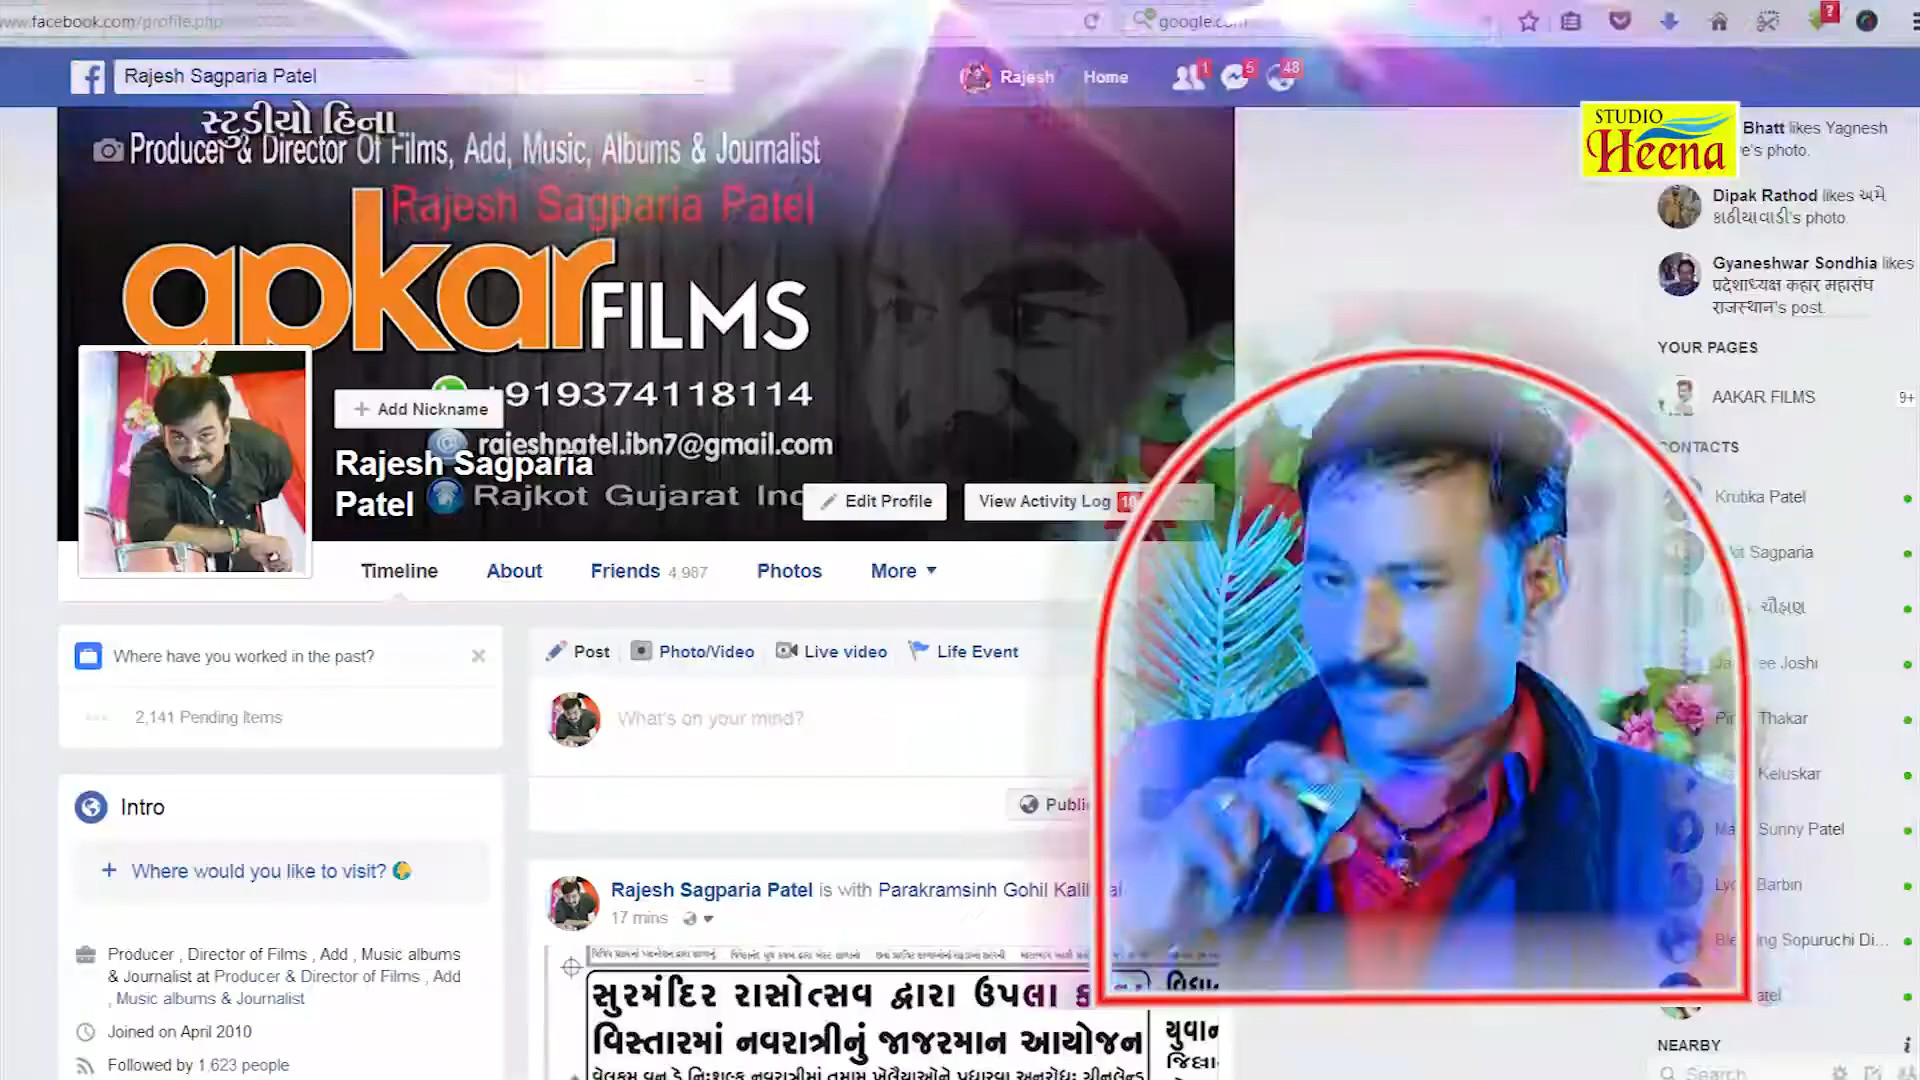 www.facebook.com/profile.php
Rajesh Sagparia Patel
Rajesh
Home
1
5
48
સ્ટુડીયો હિના
Producer & Director Of Films, Add, Music, Albums & Journalist
Rajesh Sagparia Patel
apkar FILMS
919374118114
Add Nickname
rajeshpatel.ibn7@gmail.com
Rajesh Sagparia
Patel
Rajkot Gujarat
Edit Profile
View Activity Log 10
Timeline
About
Friends 4,987
Photos
More
Where have you worked in the past?
2,141 Pending Items
Post
Photo/Video
Live video
Life Event
What's on your mind?
Intro
Where would you like to visit?
Producer , Director of Films , Add , Music albums
& Journalist at Producer & Director of Films , Add
, Music albums & Journalist
Joined on April 2010
Followed by 1,623 people
Rajesh Sagparia Patel is with Parakramsinh Gohil
17 mins
સુરમંદિર રાસોત્સવ દ્વારા ઉપલા
વિસ્તારમાં નવરાત્રીનું જાજરમાન આયોજન
યુવાન
STUDIO
Heena
Bhatt likes Yagnesh
photo.
Dipak Rathod likes અમે
કાઠીયાવાડી's photo
Gyaneshwar Sondhia likes
प्रदेशाध्यक्ष कहार महासंघ
राजस्थान's post.
YOUR PAGES
AAKAR FILMS
9+
CONTACTS
Krutika Patel
Sagparia
ચૌહાણ
Joshi
Thakar
Keluskar
Sunny Patel
Barbin
Sopuruchi Di...
NEARBY
Search